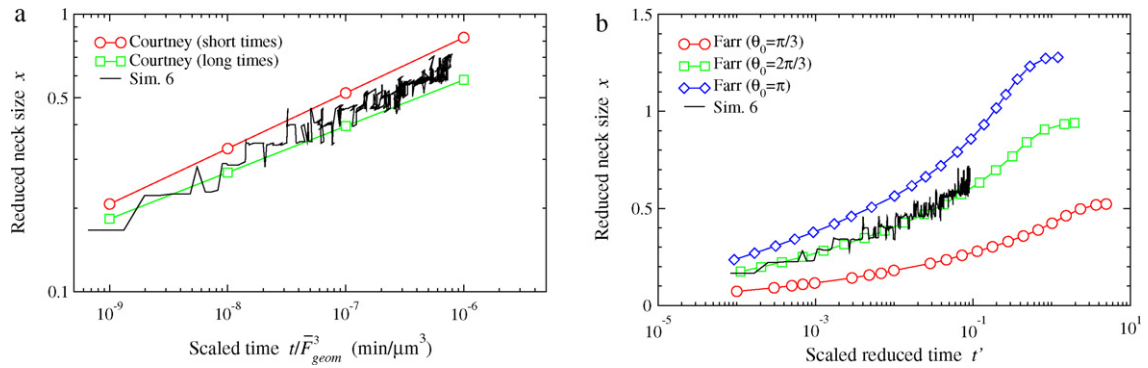 a
1
0.5
0.1
Reduced neck size x
Courtney (short times)
Courtney (long times)
Sim. 6
10⁻⁹ 10⁻⁸ 10⁻⁷ 10⁻⁶
Scaled time t/F̅³geom (min/μm³)
b
1.5
1
0.5
0
Reduced neck size x
Farr (θ₀=π/3)
Farr (θ₀=2π/3)
Farr (θ₀=π)
Sim. 6
10⁻⁵ 10⁻³ 10⁻¹ 10¹
Scaled reduced time t'